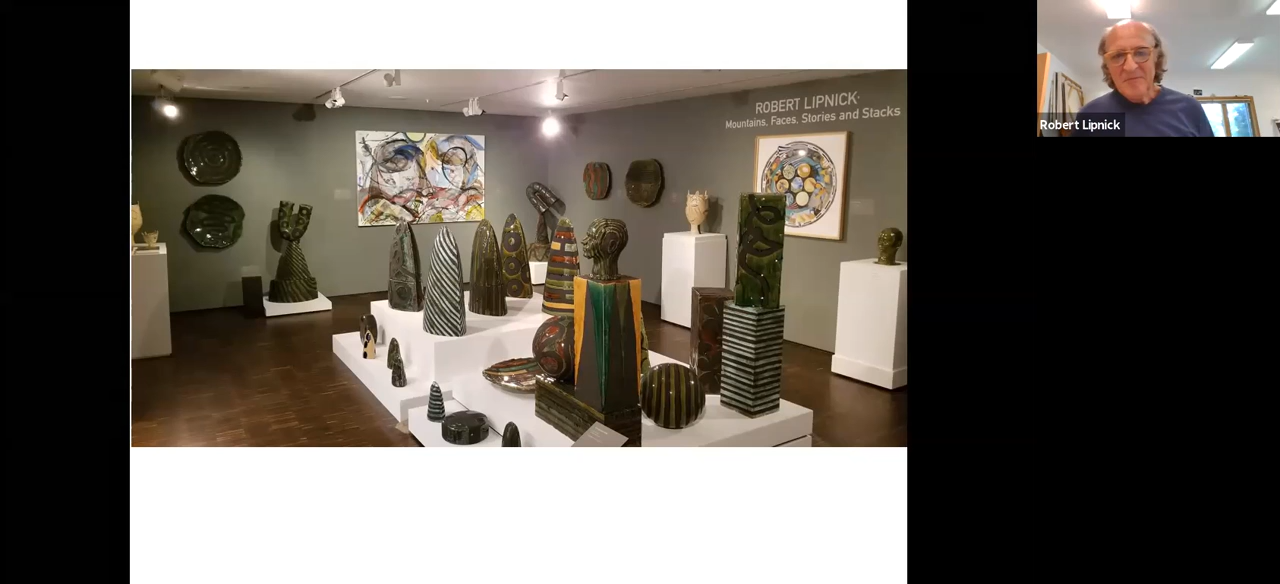 ROBERT LIPNICK·
Mountains. Faces. Stories and Stacks
Robert Lipnick